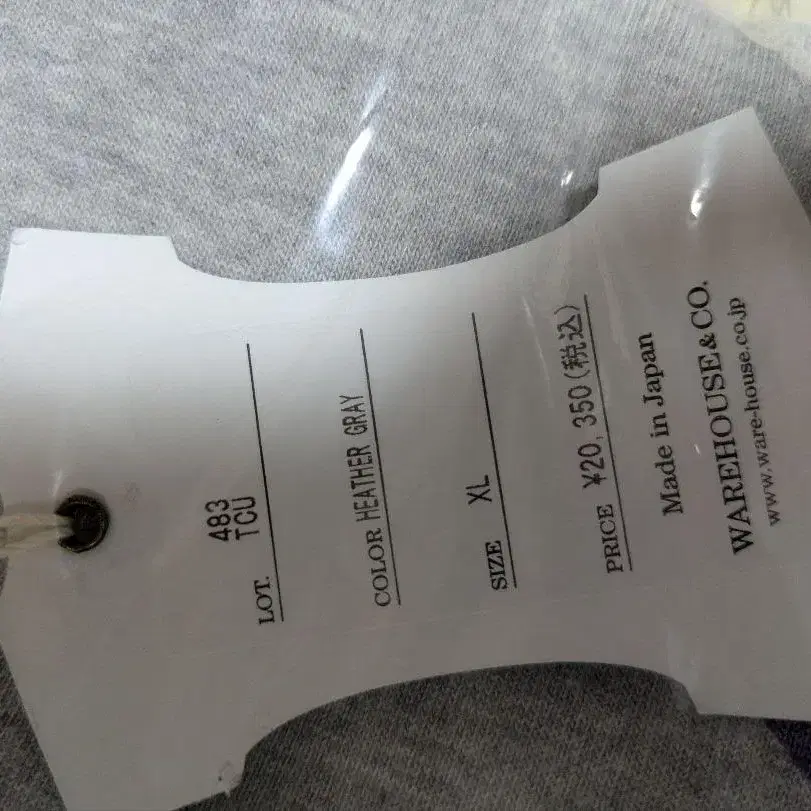 LOT. 483
TCU
COLOR HEATHER GRAY
SIZE XL
PRICE ¥20,350(税込)
Made in Japan
WAREHOUSE&CO.
www.ware-house.co.jp